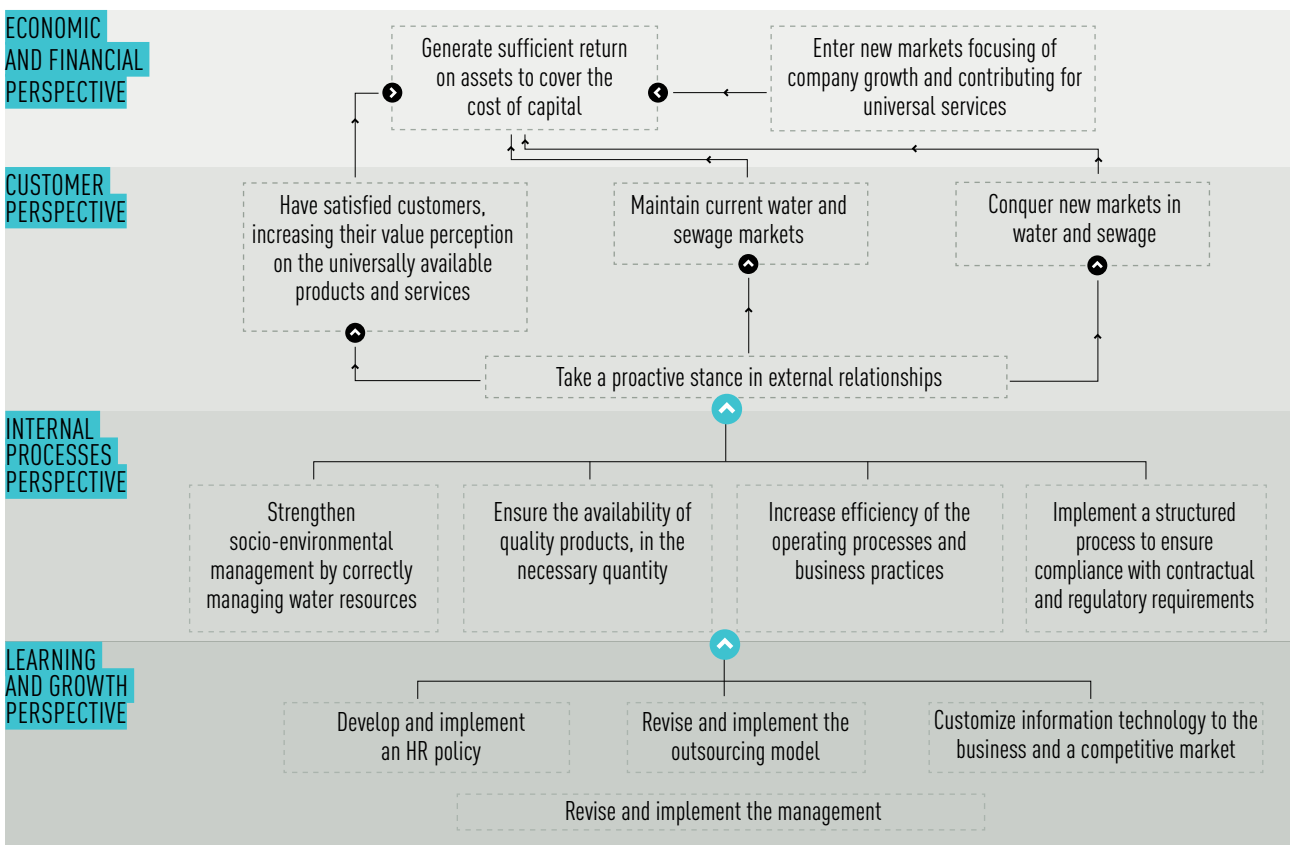 ECONOMIC
AND FINANCIAL
PERSPECTIVE
Generate sufficient return
on assets to cover the
cost of capital
Enter new markets focusing of
company growth and contributing for
universal services
CUSTOMER
PERSPECTIVE
Have satisfied customers,
increasing their value perception
on the universally available
products and services
Maintain current water and
sewage markets
Conquer new markets in
water and sewage
Take a proactive stance in external relationships
INTERNAL
PROCESSES
PERSPECTIVE
Strengthen
socio-environmental
management by correctly
managing water resources
Ensure the availability of
quality products, in the
necessary quantity
Increase efficiency of the
operating processes and
business practices
Implement a structured
process to ensure
compliance with contractual
and regulatory requirements
LEARNING
AND GROWTH
PERSPECTIVE
Develop and implement
an HR policy
Revise and implement the
outsourcing model
Customize information technology to the
business and a competitive market
Revise and implement the management